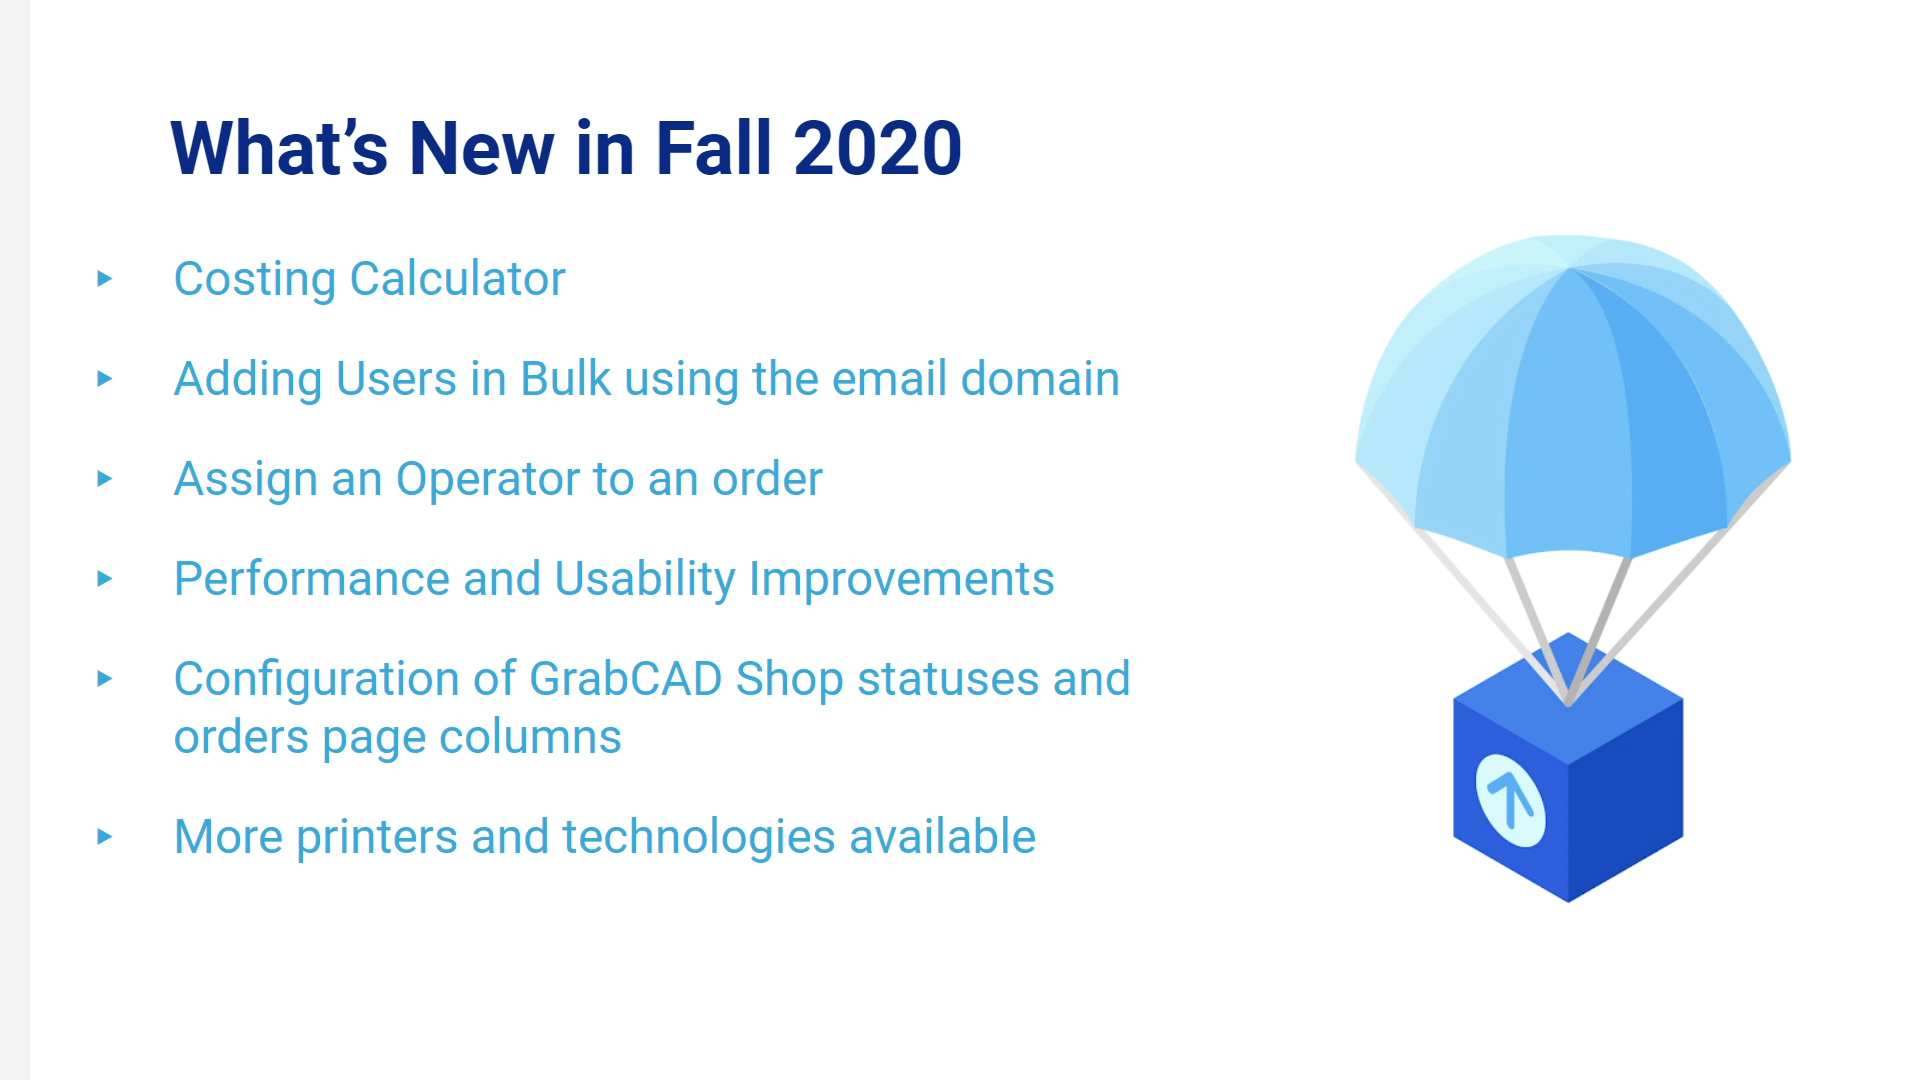 What’s New in Fall 2020
Costing Calculator
Adding Users in Bulk using the email domain
Assign an Operator to an order
Performance and Usability Improvements
Configuration of GrabCAD Shop statuses and
orders page columns
More printers and technologies available